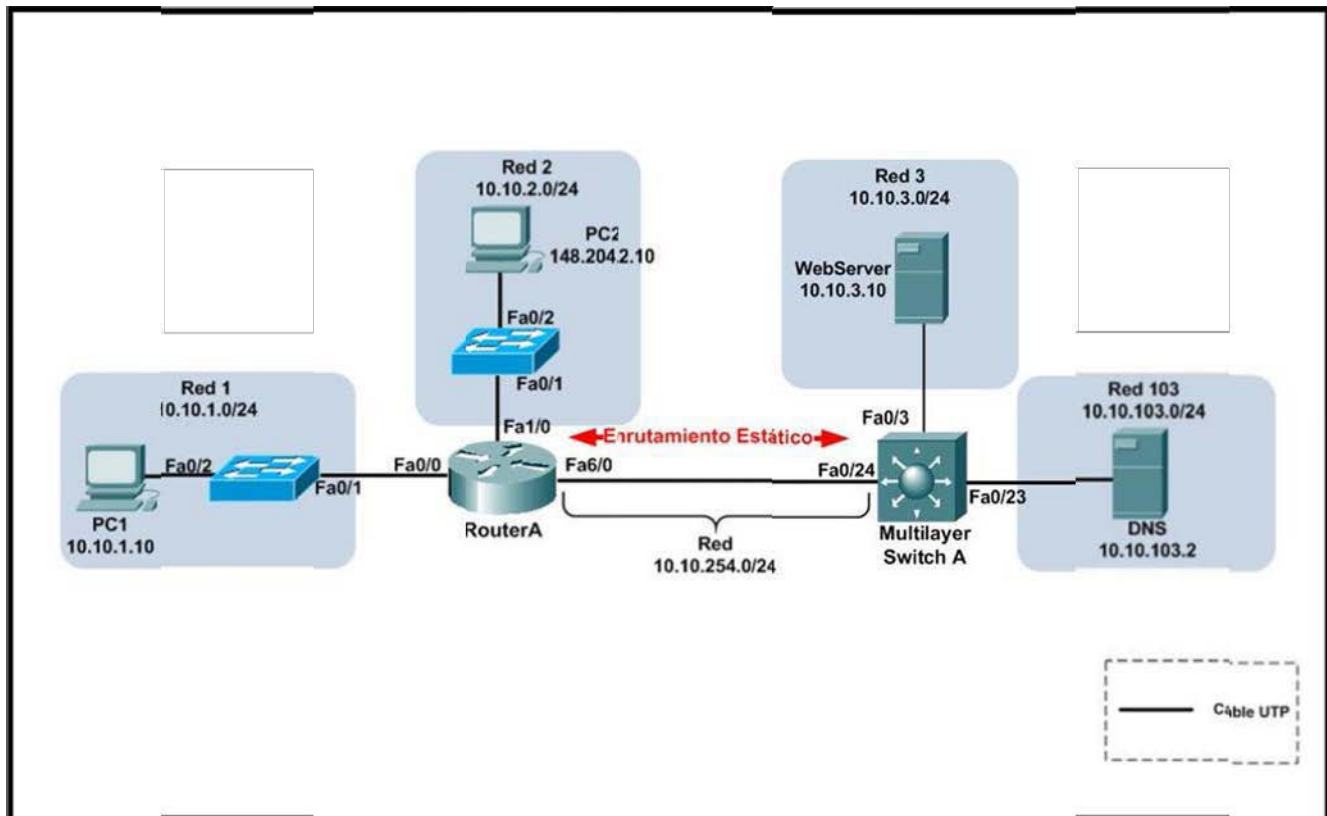 Red 2
10.10.2.0/24
PC2
148.204.2.10
Fa0/2
Fa0/1
Fa1/0
Red 3
10.10.3.0/24
WebServer
10.10.3.10
Fa0/3
Red 1
10.10.1.0/24
Fa0/2
Fa0/1
PC1
10.10.1.10
Fa0/0
Fa6/0
RouterA
Enrutamiento Estático
Red
10.10.254.0/24
Fa0/24
Fa0/23
Multilayer
Switch A
Red 103
10.10.103.0/24
DNS
10.10.103.2
Cable UTP